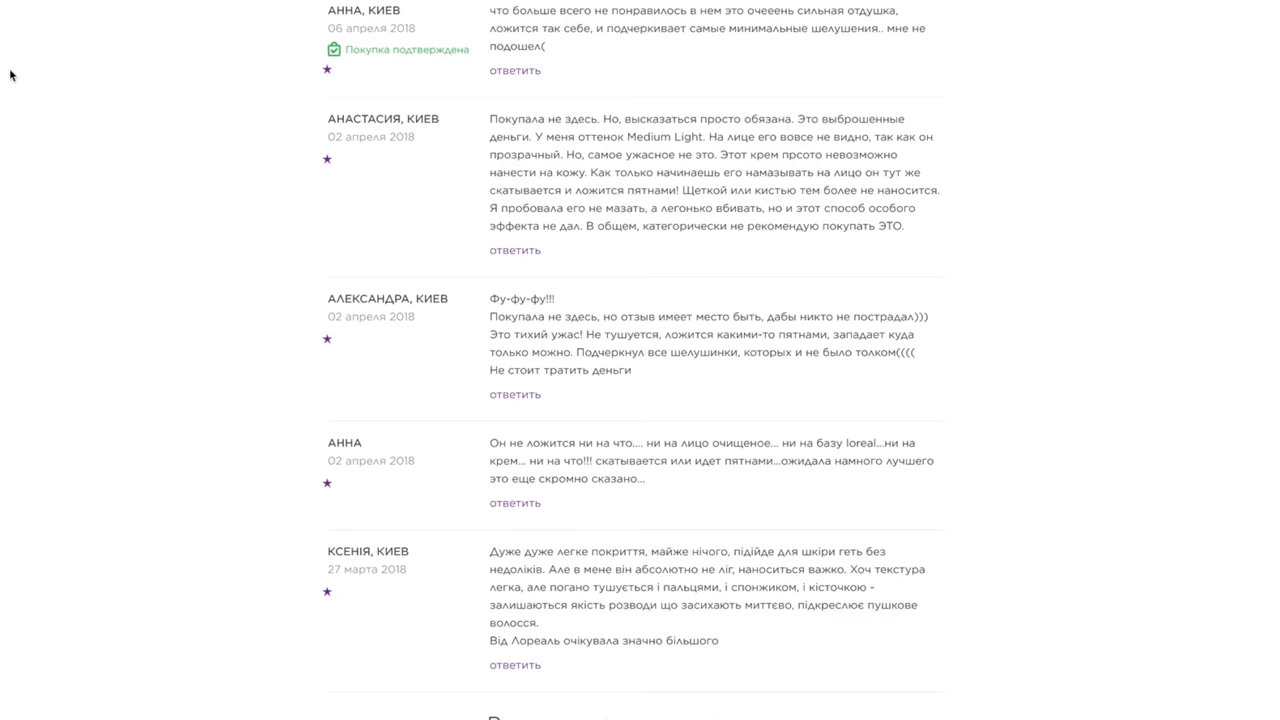 АННА, КИЕВ
06 апреля 2018
Покупка подтверждена
что больше всего не понравилось в нем это очееень сильная отдушка,
ложится так себе, и подчеркивает самые минимальные шелушения.. мне не
подошел(
ответить
АНАСТАСИЯ, КИЕВ
02 апреля 2018
Покупала не здесь. Но, высказаться просто обязана. Это выброшенные
деньги. У меня оттенок Medium Light. На лице его вовсе не видно, так как он
прозрачный. Но, самое ужасное не это. Этот крем прсото невозможно
нанести на кожу. Как только начинаешь его намазывать на лицо он тут же
скатывается и ложится пятнами! Щеткой или кистью тем более не наносится.
Я пробовала его не мазать, а легонько вбивать, но и этот способ особого
эффекта не дал. В общем, категорически не рекомендую покупать ЭТО.
ответить
АЛЕКСАНДРА, КИЕВ
02 апреля 2018
Фу-фу-фу!!!
Покупала не здесь, но отзыв имеет место быть, дабы никто не пострадал)))
Это тихий ужас! Не тушуется, ложится какими-то пятнами, западает куда
только можно. Подчеркнул все шелушинки, которых и не было толком((((
Не стоит тратить деньги
ответить
АННА
02 апреля 2018
Он не ложится ни на что.... ни на лицо очищеное... ни на базу loreal...ни на
крем... ни на что!!! скатывается или идет пятнами...ожидала намного лучшего
это еще скромно сказано...
ответить
КСЕНІЯ, КИЕВ
27 марта 2018
Дуже дуже легке покриття, майже нічого, підійде для шкіри геть без
недоліків. Але в мене він абсолютно не ліг, наноситься важко. Хоч текстура
легка, але погано тушується і пальцями, і спонжиком, і кісточкою -
залишаються якість розводи що засихають миттєво, підкреслює пушкове
волосся.
Від Лореаль очікувала значно більшого
ответить